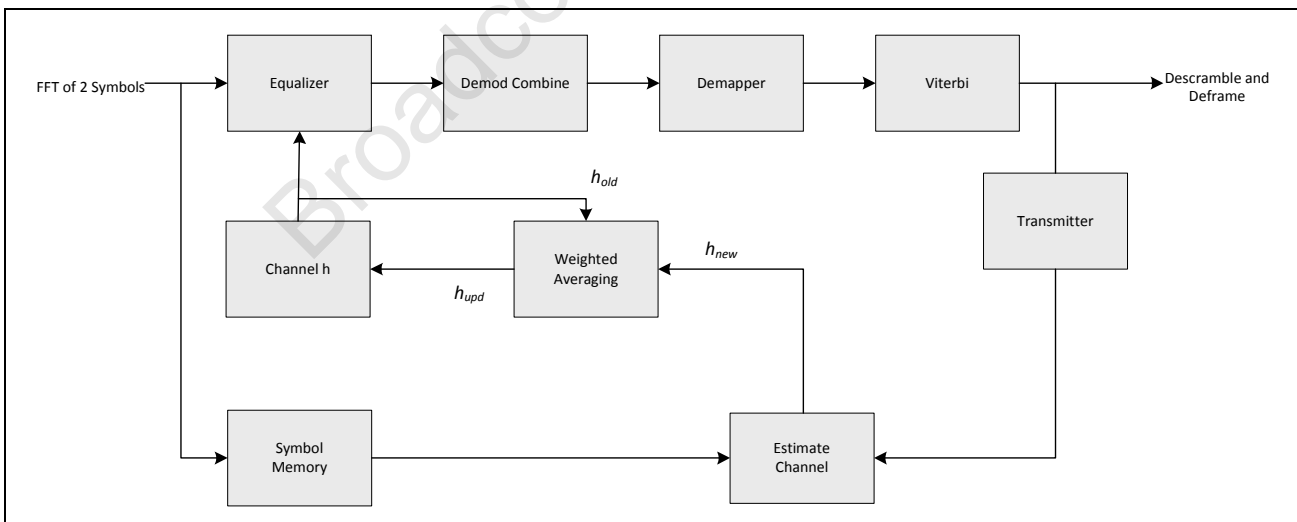 FFT of 2 Symbols
Equalizer
Demod Combine
Demapper
Viterbi
Descramble and
Deframe
h_old
Channel h
Weighted
Averaging
h_new
h_upd
Transmitter
Symbol
Memory
Estimate
Channel
Broadco